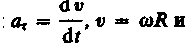 : a_τ = dv/dt, v = ωR и